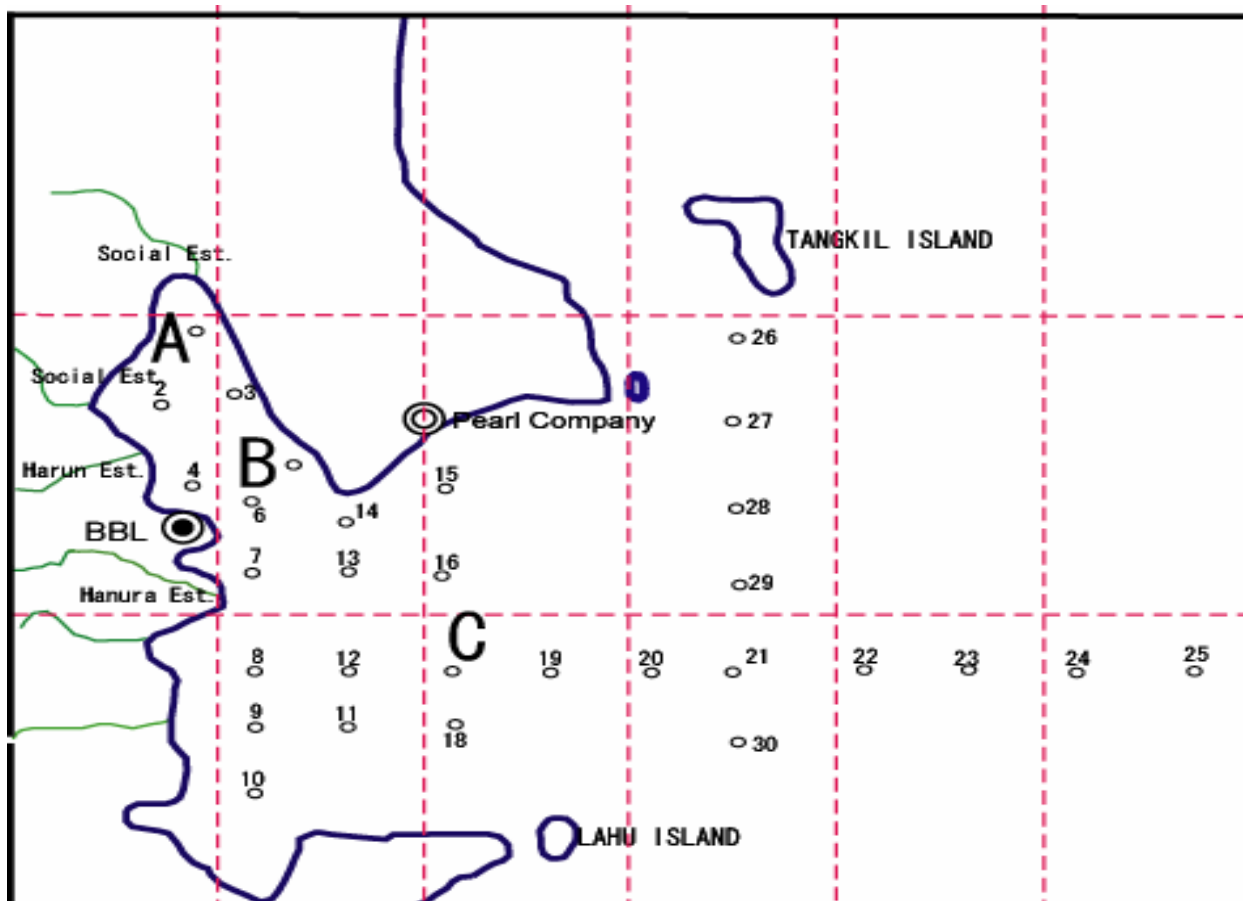 TANGKIL ISLAND
Social Est.
A
26
Social Est.
2
3
Pearl Company
27
B
Harun Est.
4
15
6
14
28
BBL
7
13
16
29
Hanura Est.
C
8
12
19
20
21
22
23
24
25
9
11
18
30
10
LAHU ISLAND